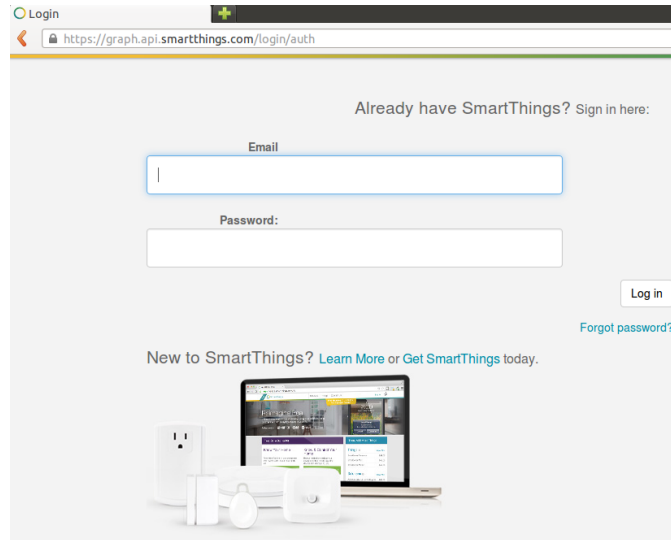 Login
https://graph.api.smartthings.com/login/auth
Already have SmartThings? Sign in here:
Email
Password:
Log in
Forgot password?
New to SmartThings? Learn More or Get SmartThings today.